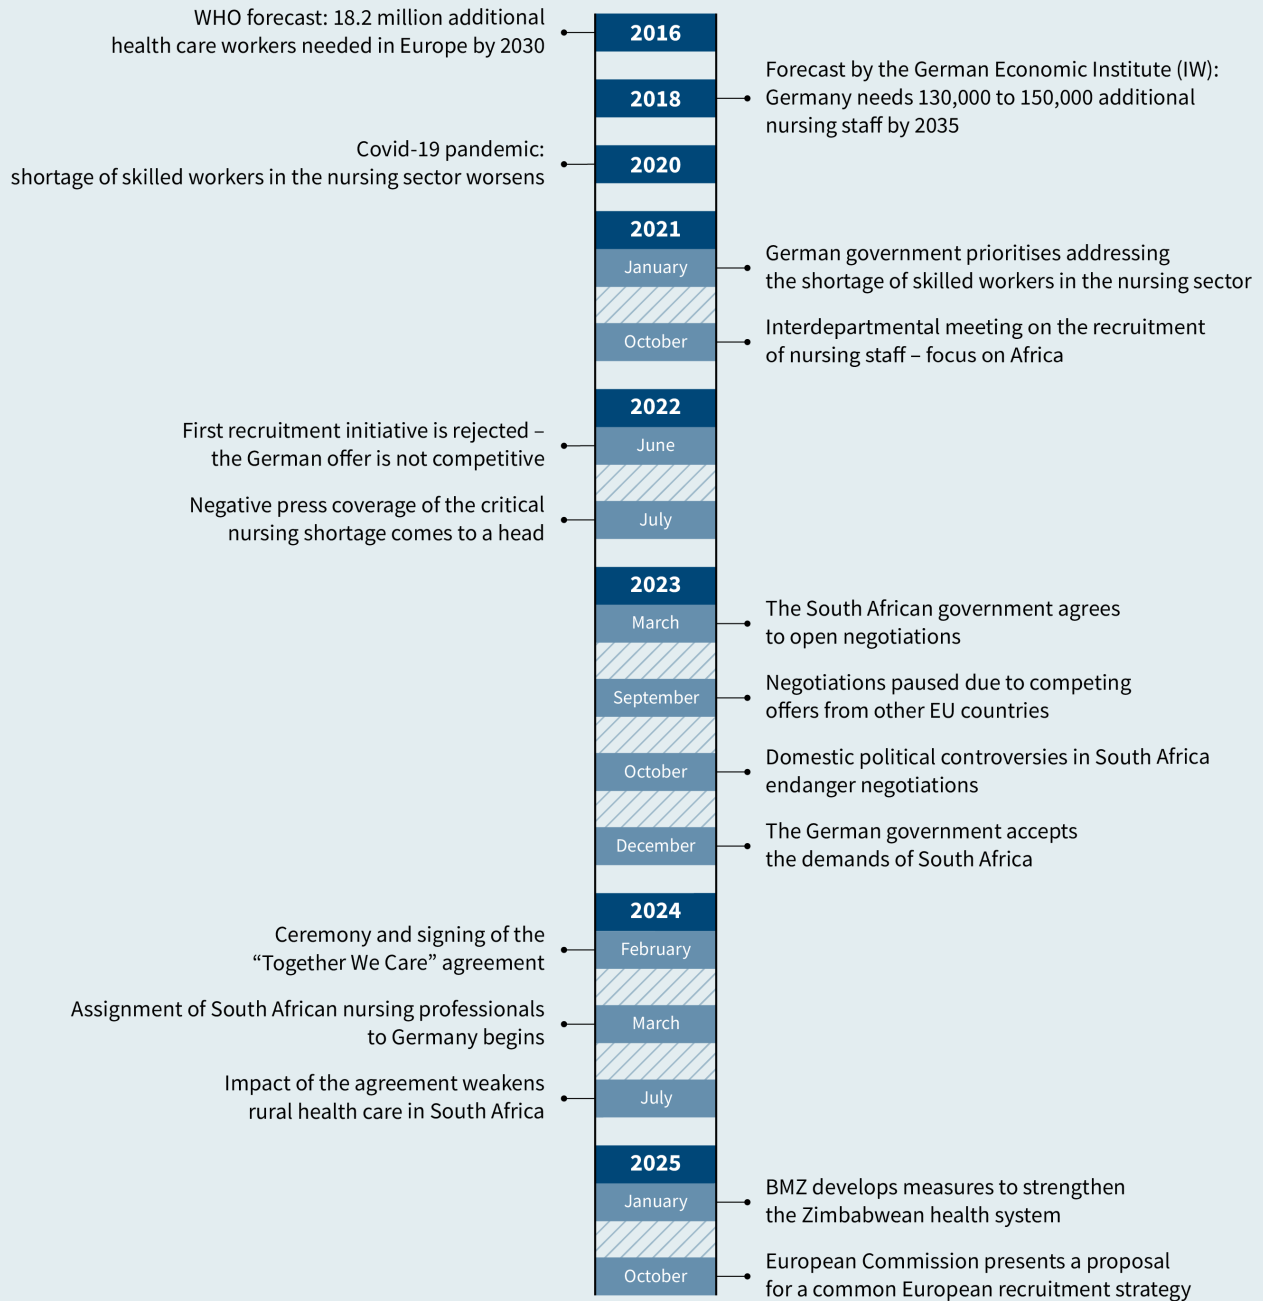 WHO forecast: 18.2 million additional
health care workers needed in Europe by 2030
2016
2018
Forecast by the German Economic Institute (IW):
Germany needs 130,000 to 150,000 additional
nursing staff by 2035
Covid-19 pandemic:
shortage of skilled workers in the nursing sector worsens
2020
2021
January
German government prioritises addressing
the shortage of skilled workers in the nursing sector
October
Interdepartmental meeting on the recruitment
of nursing staff – focus on Africa
2022
First recruitment initiative is rejected –
the German offer is not competitive
June
Negative press coverage of the critical
nursing shortage comes to a head
July
2023
March
The South African government agrees
to open negotiations
September
Negotiations paused due to competing
offers from other EU countries
October
Domestic political controversies in South Africa
endanger negotiations
December
The German government accepts
the demands of South Africa
2024
Ceremony and signing of the
“Together We Care” agreement
February
Assignment of South African nursing professionals
to Germany begins
March
Impact of the agreement weakens
rural health care in South Africa
July
2025
January
BMZ develops measures to strengthen
the Zimbabwean health system
October
European Commission presents a proposal
for a common European recruitment strategy